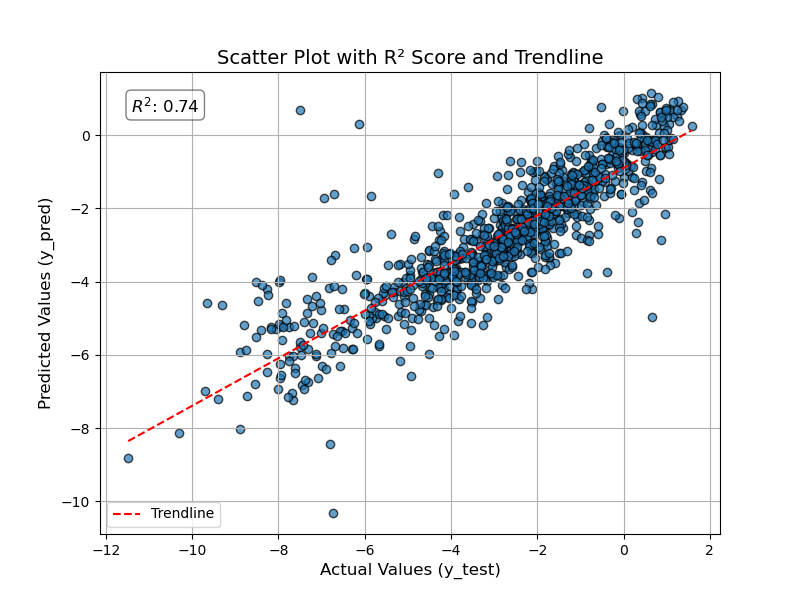 Scatter Plot with R² Score and Trendline
R²: 0.74
0
−2
−4
−6
−8
−10
Predicted Values (y_pred)
Trendline
−12 −10 −8 −6 −4 −2 0 2
Actual Values (y_test)